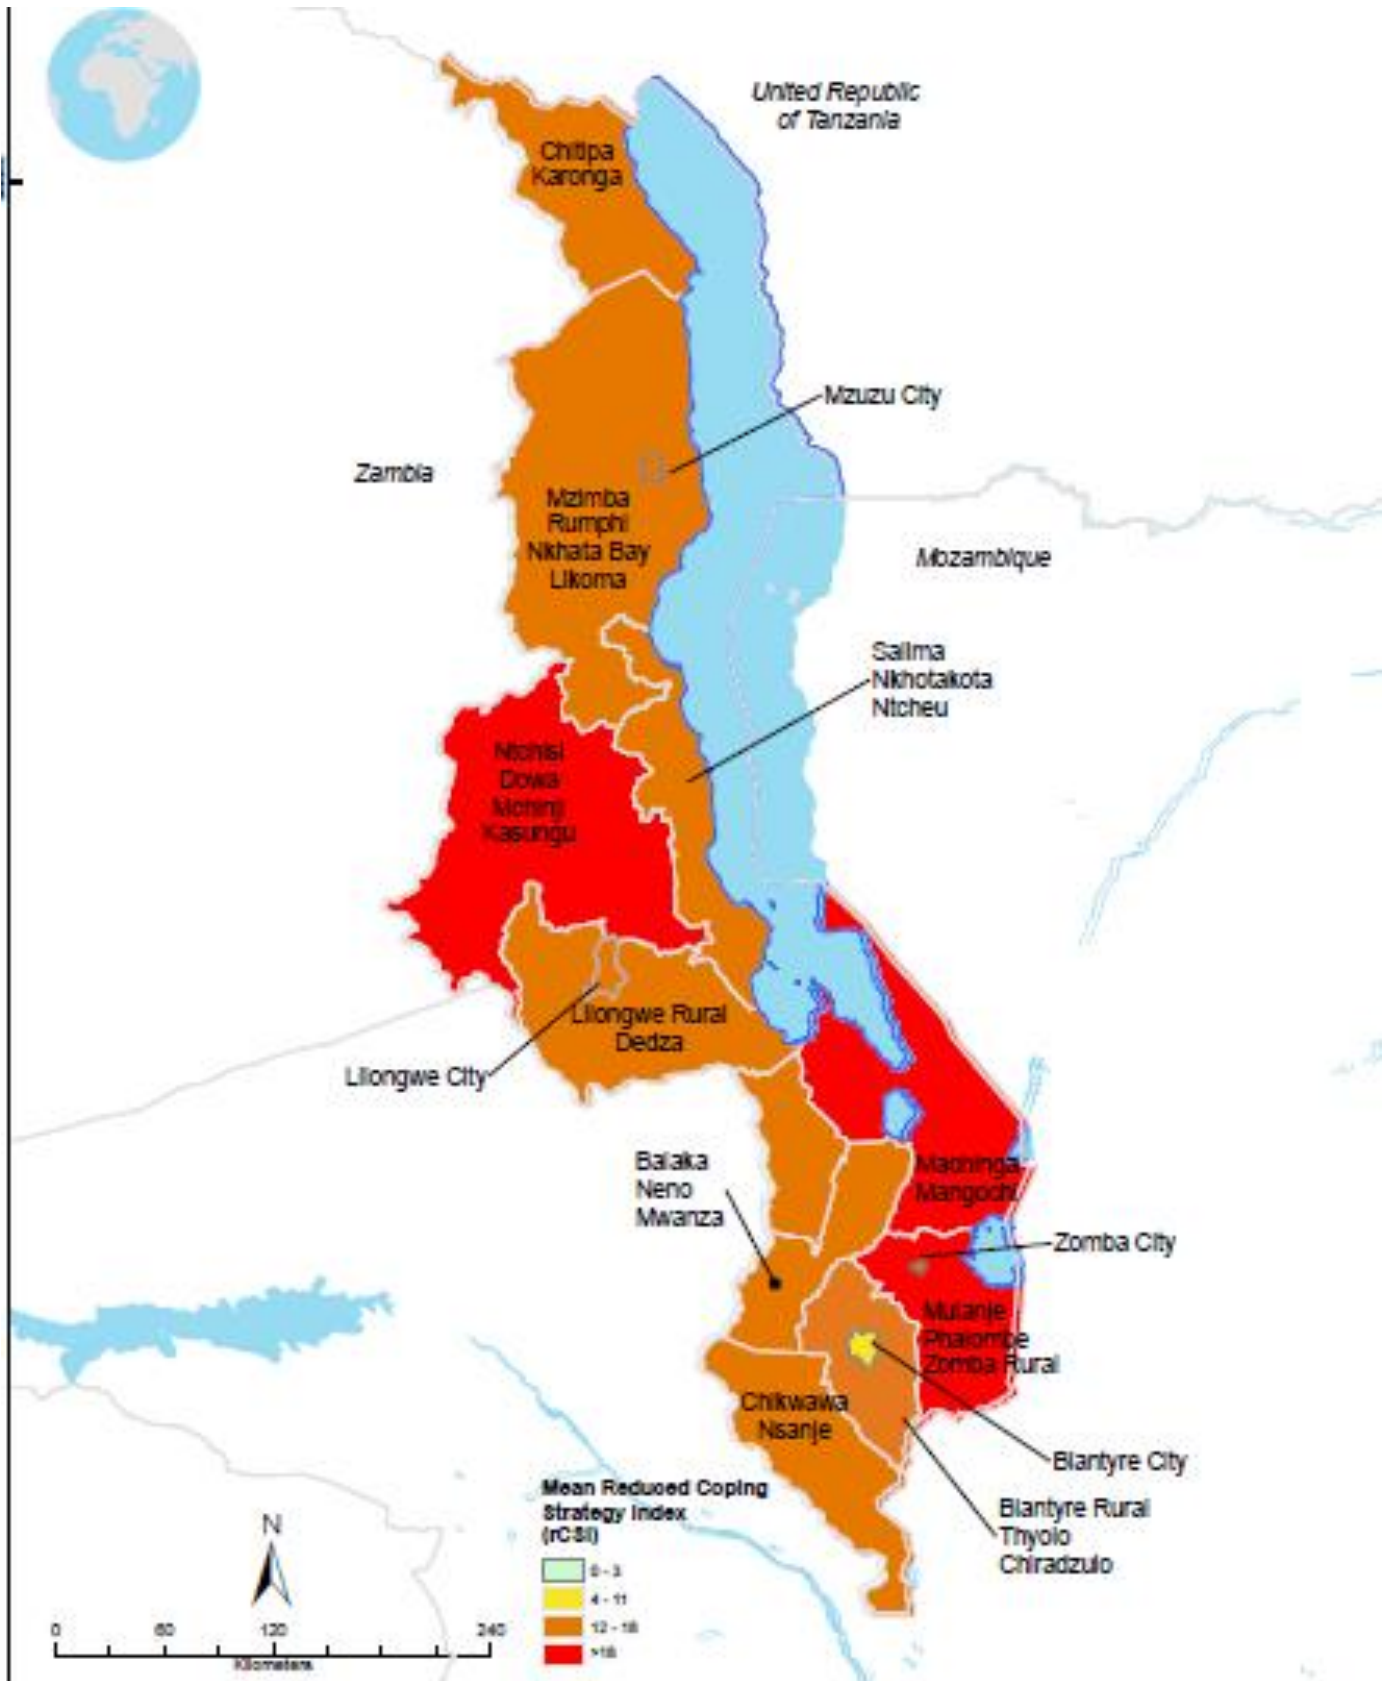 United Republic
of Tanzania
Chitipa
Karonga
Mzuzu City
Zambia
Mzimba
Rumphi
Nkhata Bay
Likoma
Mozambique
Salima
Nkhotakota
Ntcheu
Ntchisi
Dowa
Mchinji
Kasungu
Lilongwe Rural
Dedza
Lilongwe City
Balaka
Neno
Mwanza
Machinga
Mangochi
Zomba City
Mulanje
Phalombe
Zomba Rural
Chikwawa
Nsanje
Blantyre City
Blantyre Rural
Thyolo
Chiradzulo
Mean Reduced Coping
Strategy Index
(rCSI)
0 - 3
4 - 11
12 - 18
>18
N
0 60 120 240
Kilometers